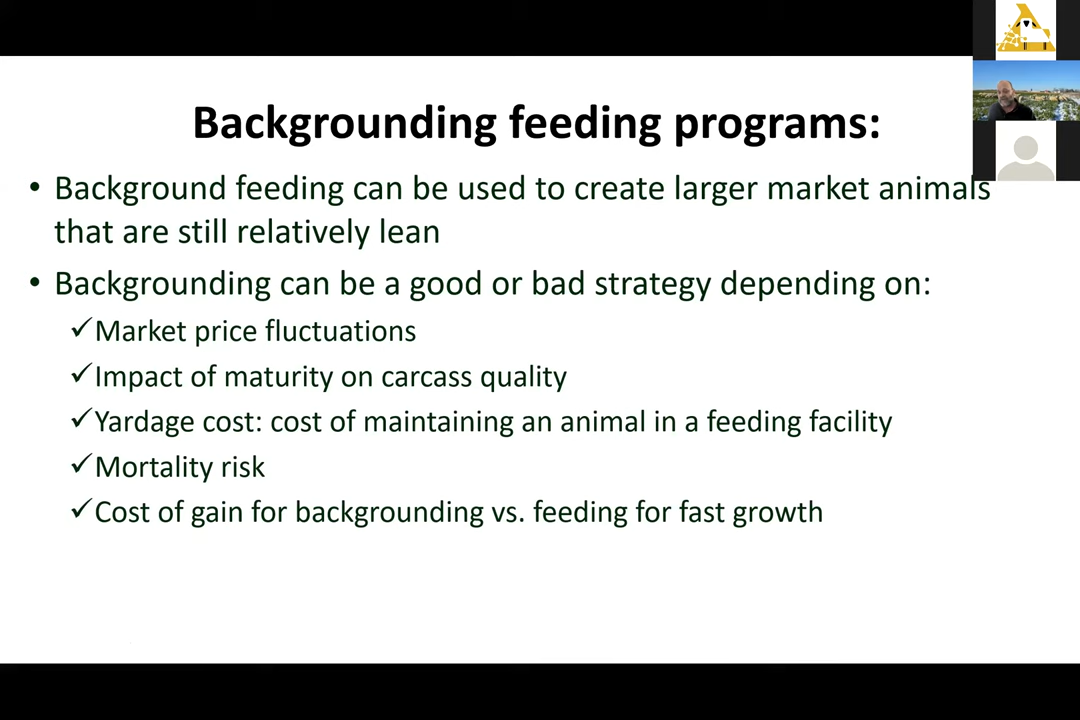 Backgrounding feeding programs:
• Background feeding can be used to create larger market animals
that are still relatively lean
• Backgrounding can be a good or bad strategy depending on:
✓Market price fluctuations
✓Impact of maturity on carcass quality
✓Yardage cost: cost of maintaining an animal in a feeding facility
✓Mortality risk
✓Cost of gain for backgrounding vs. feeding for fast growth